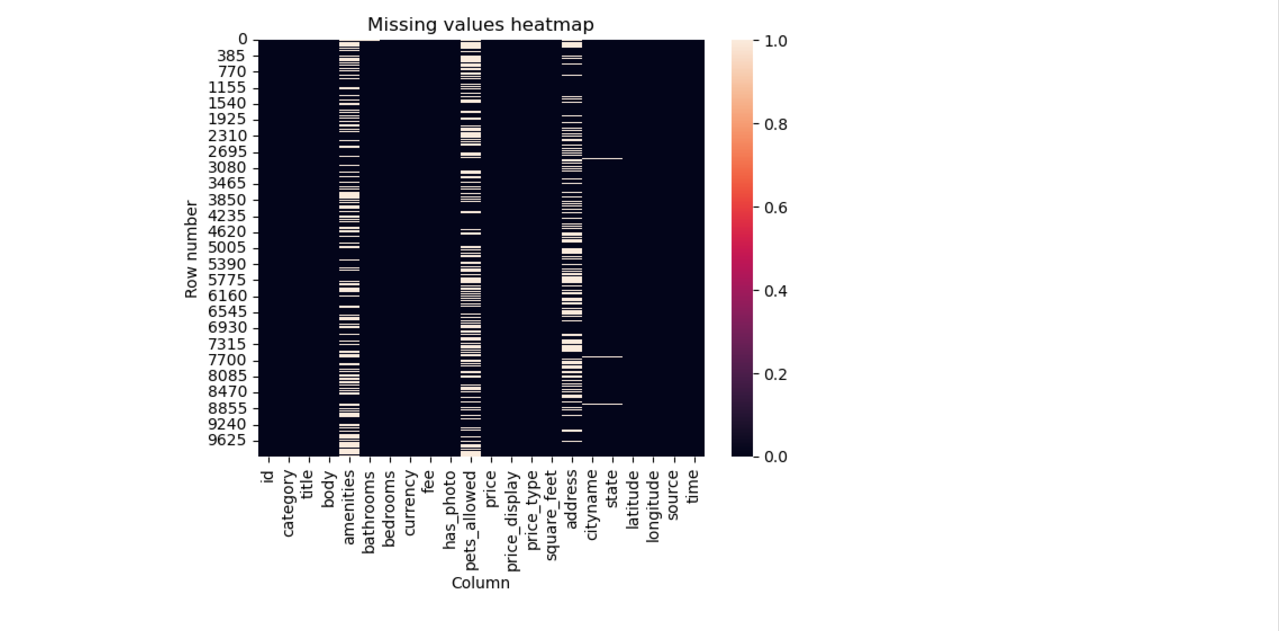 Missing values heatmap
Row number
0
385
770
1155
1540
1925
2310
2695
3080
3465
3850
4235
4620
5005
5390
5775
6160
6545
6930
7315
7700
8085
8470
8855
9240
9625
id
category
title
body
amenities
bathrooms
bedrooms
currency
fee
has_photo
pets_allowed
price
price_display
price_type
square_feet
address
cityname
state
latitude
longitude
source
time
Column
1.0
0.8
0.6
0.4
0.2
0.0